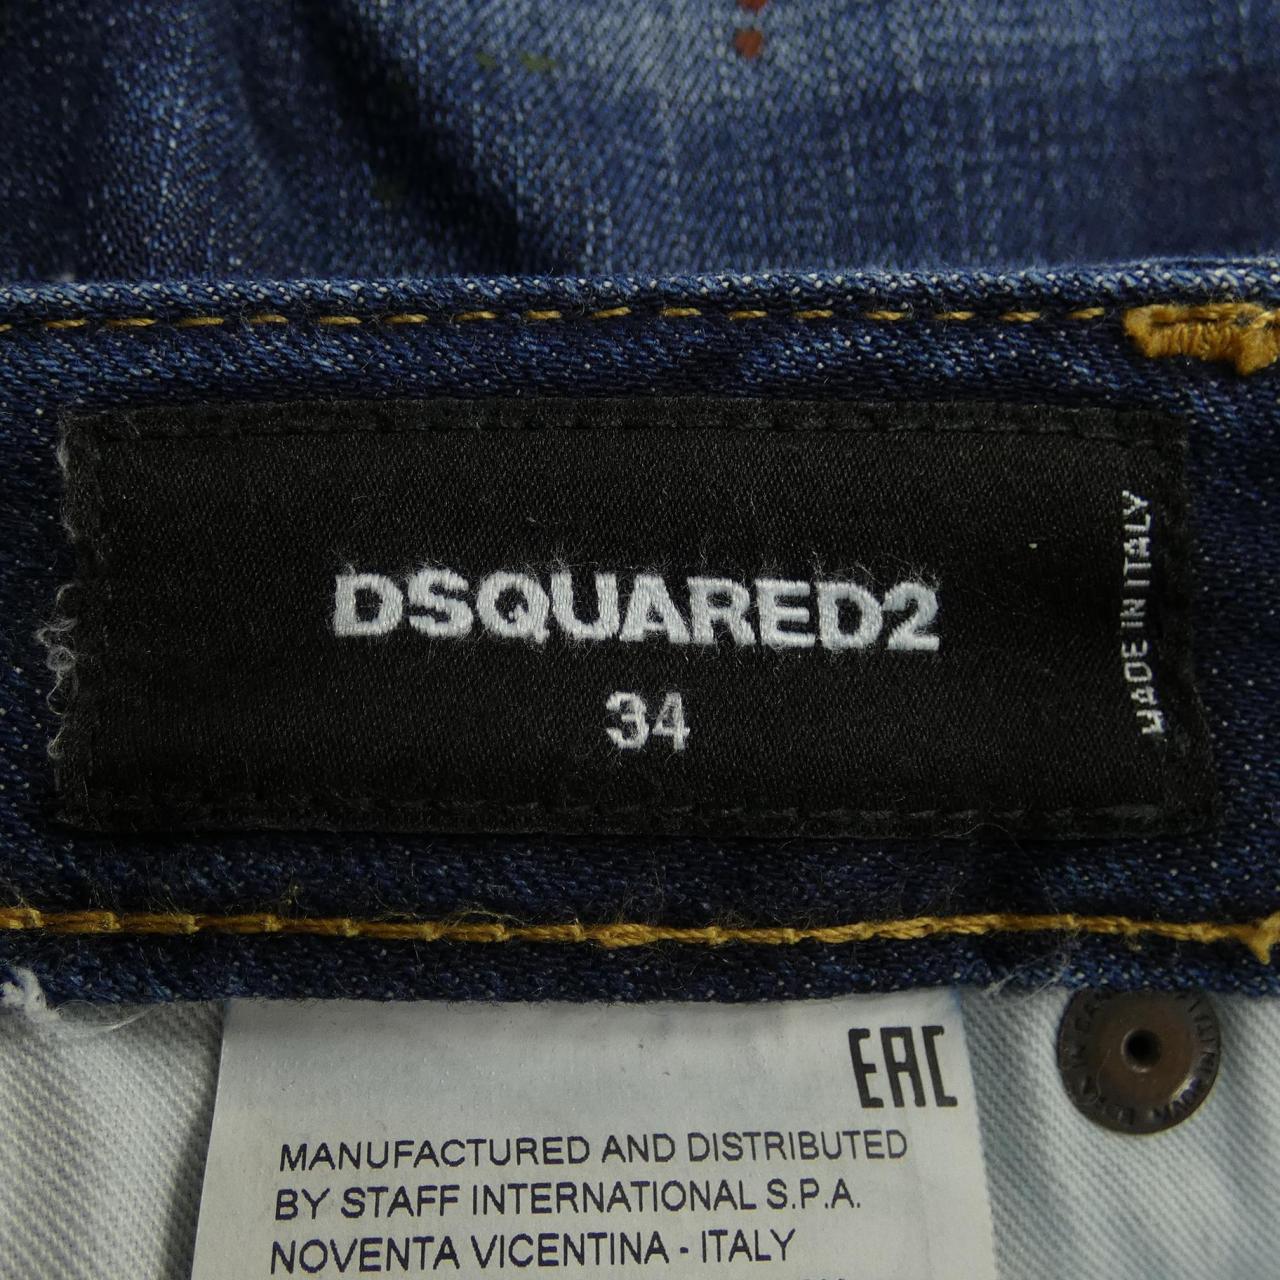 DSQUARED2
34
MADE IN ITALY
EAC
MANUFACTURED AND DISTRIBUTED
BY STAFF INTERNATIONAL S.P.A.
NOVENTA VICENTINA - ITALY